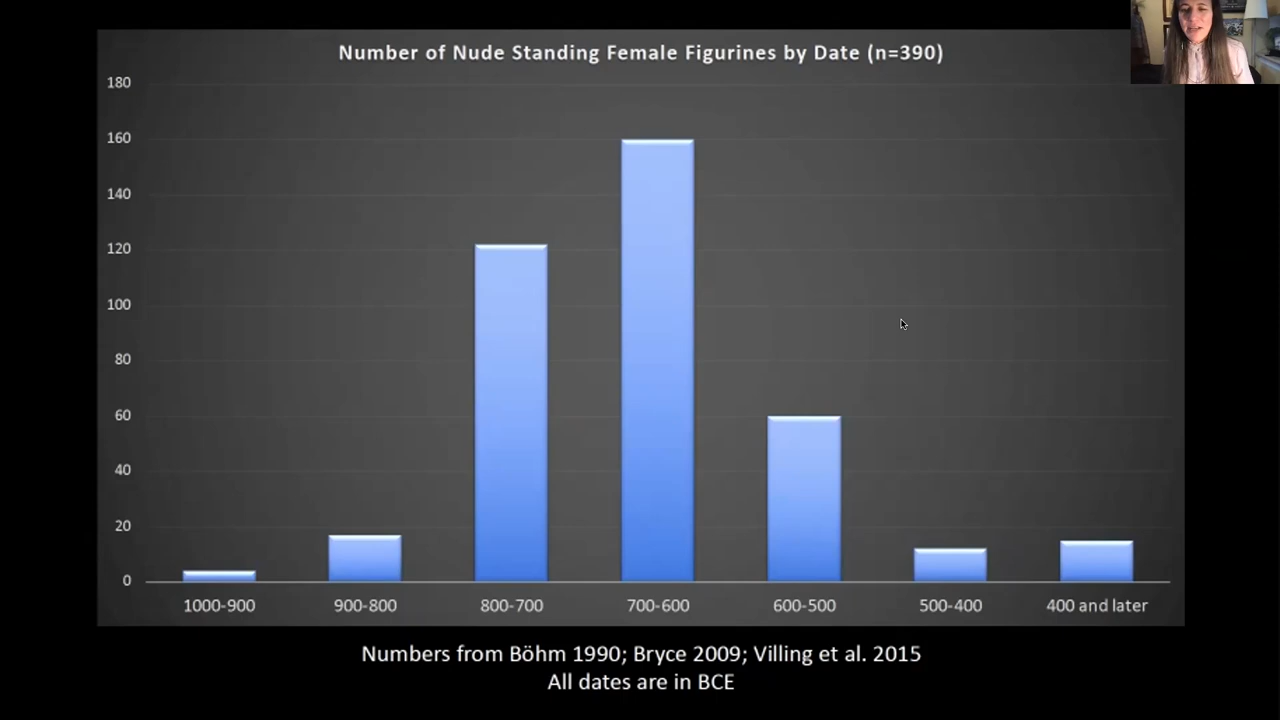 Number of Nude Standing Female Figurines by Date (n=390)
180
160
140
120
100
80
60
40
20
0
1000-900 900-800 800-700 700-600 600-500 500-400 400 and later
Numbers from Böhm 1990; Bryce 2009; Villing et al. 2015
All dates are in BCE